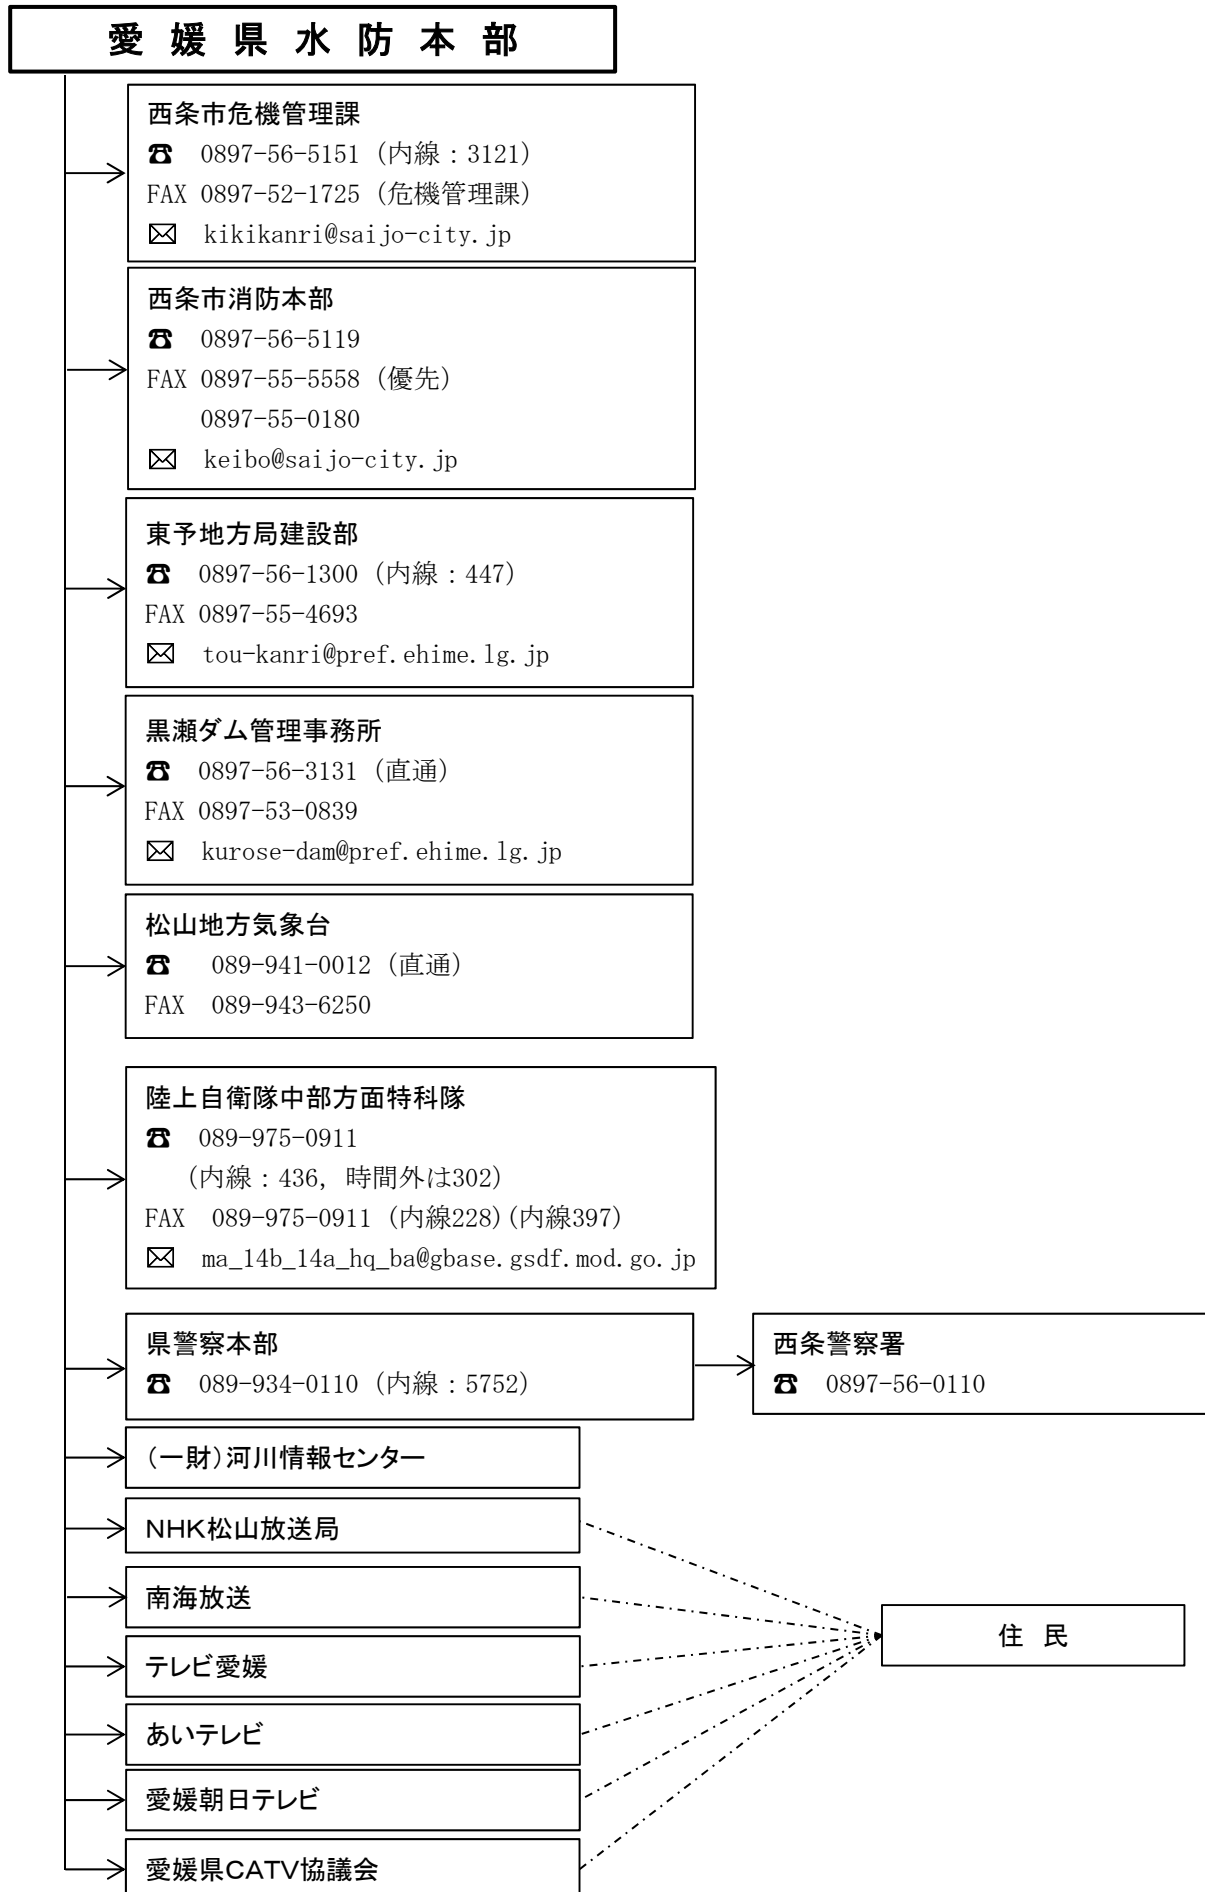 愛媛県水防本部
西条市危機管理課
☎ 0897-56-5151（内線：3121）
FAX 0897-52-1725（危機管理課）
✉ kikikanri@saijo-city.jp
西条市消防本部
☎ 0897-56-5119
FAX 0897-55-5558（優先）
0897-55-0180
✉ keibo@saijo-city.jp
東予地方局建設部
☎ 0897-56-1300（内線：447）
FAX 0897-55-4693
✉ tou-kanri@pref.ehime.lg.jp
黒瀬ダム管理事務所
☎ 0897-56-3131（直通）
FAX 0897-53-0839
✉ kurose-dam@pref.ehime.lg.jp
松山地方気象台
☎ 089-941-0012（直通）
FAX 089-943-6250
陸上自衛隊中部方面特科隊
☎ 089-975-0911
（内線：436，時間外は302）
FAX 089-975-0911（内線228）（内線397）
✉ ma_14b_14a_hq_ba@gbase.gsdf.mod.go.jp
県警察本部
☎ 089-934-0110（内線：5752）
西条警察署
☎ 0897-56-0110
（一財）河川情報センター
NHK松山放送局
南海放送
テレビ愛媛
あいテレビ
愛媛朝日テレビ
愛媛県CATV協議会
住 民